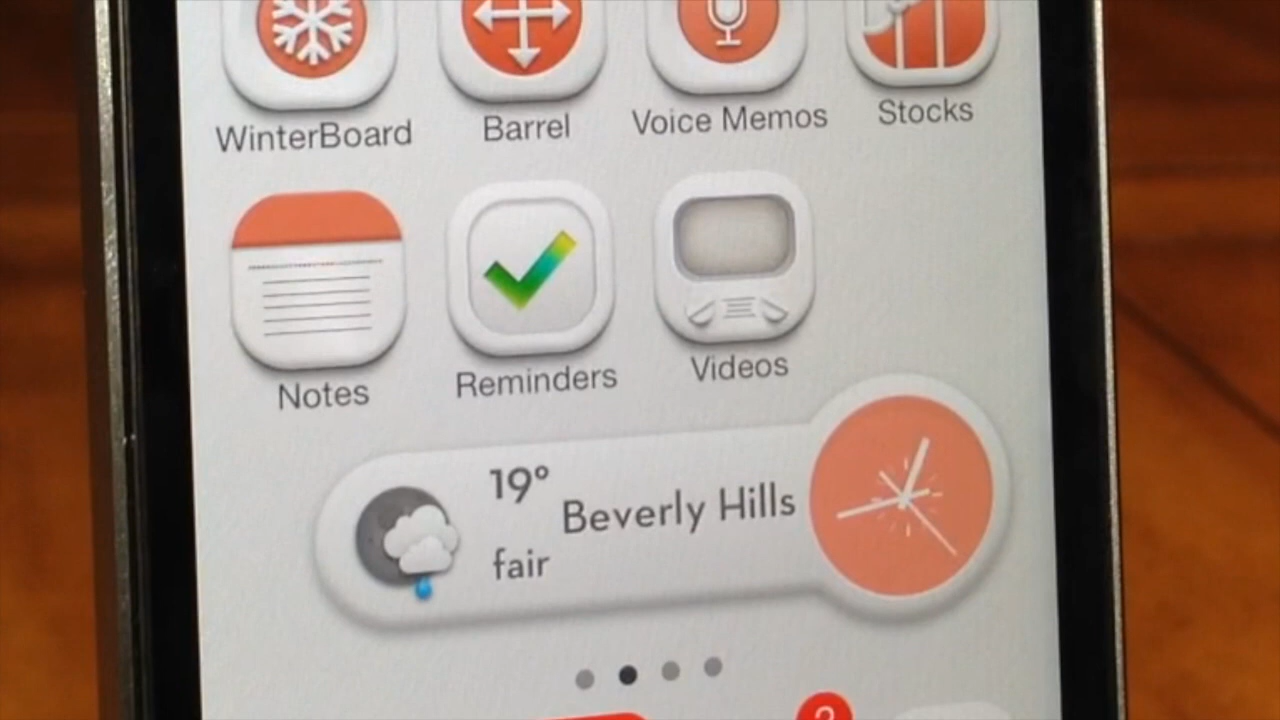 WinterBoard Barrel Voice Memos Stocks
Notes Reminders Videos
19°
Beverly Hills
fair